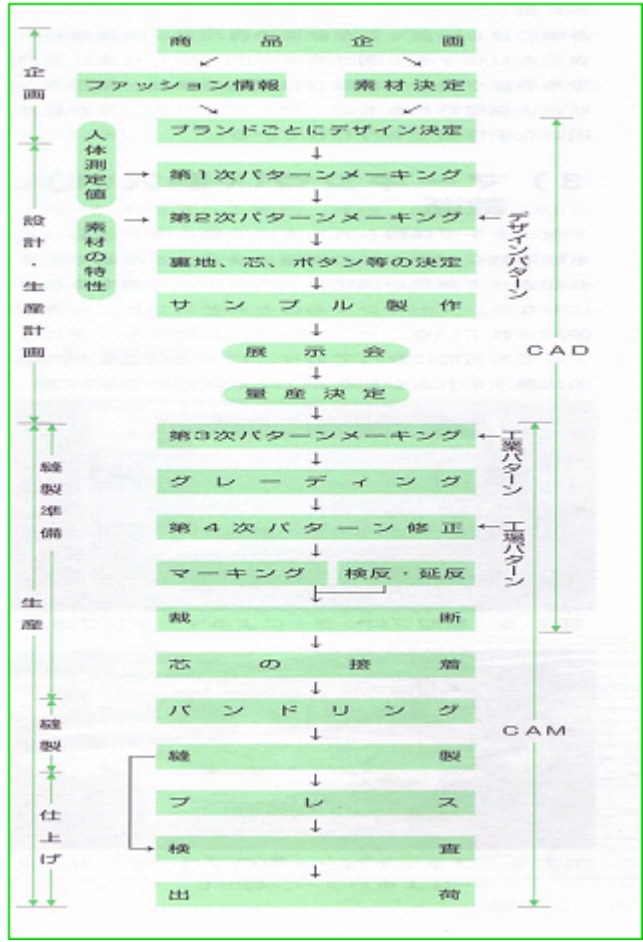 商品企画
ファッション情報
素材決定
ブランドごとにデザイン決定
第1次パターンメーキング
第2次パターンメーキング
裏地、芯、ボタン等の決定
サンプル製作
展示会
量産決定
第3次パターンメーキング
グレーディング
第4次パターン修正
マーキング
検反・延反
裁断
芯の接着
バンドリング
縫製
プレス
検査
出荷
企画
設計・生産計画
生産
縫製準備
縫製
仕上げ
人体測定値
素材の特性
デザインパターン
工業パターン
工場パターン
CAD
CAM